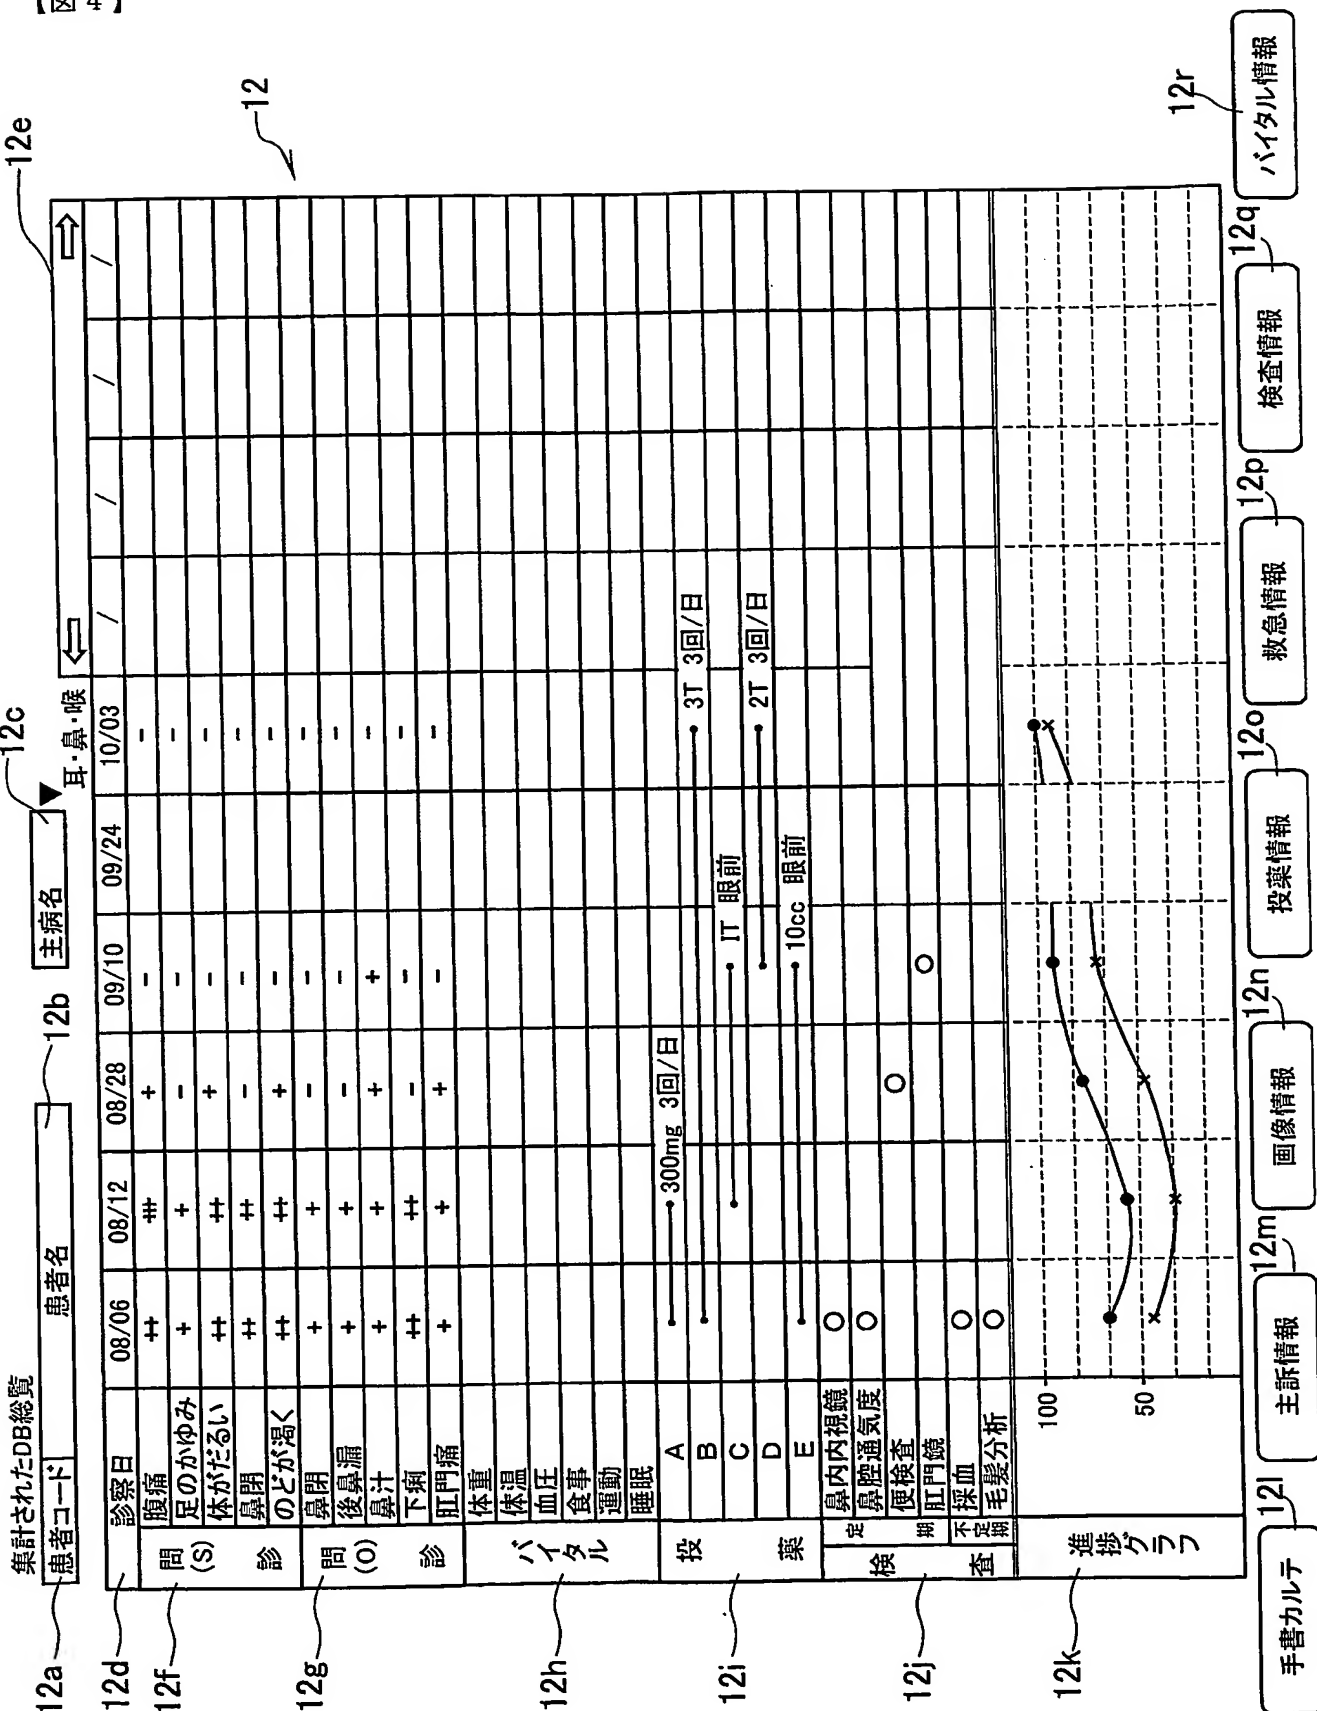 【図4】
集計されたDB総覧
12a 患者コード 患者名 12b 主病名 12c ▼ 耳・鼻・喉 ⇦ ⇨ 12e
12
12d 診察日 08/06 08/12 08/28 09/10 09/24 10/03 / / / /
12f 問(S)診
腹痛 ++ +++ + - -
足のかゆみ + + - - -
体がだるい ++ ++ + - -
鼻閉 ++ ++ - - -
のどが渇く ++ ++ + - -
12g 問(O)診
鼻閉 + + - - -
後鼻漏 + + - - -
鼻汁 + + + + -
下痢 ++ ++ - - -
肛門痛 + + + - -
12h バイタル
体重
体温
血圧
食事
運動
睡眠
12i 投薬
A 300mg 3回/日
B 3T 3回/日
C IT 眼前
D 2T 3回/日
E 10cc 眼前
12j 検査
定期
鼻内内視鏡 ○
鼻腔通気度 ○
便検査 ○
肛門鏡 ○
不定期
採血 ○
毛髪分析 ○
12k 進捗グラフ
100
50
12l 手書カルテ
12m 主訴情報
12n 画像情報
12o 投薬情報
12p 救急情報
12q 検査情報
12r バイタル情報